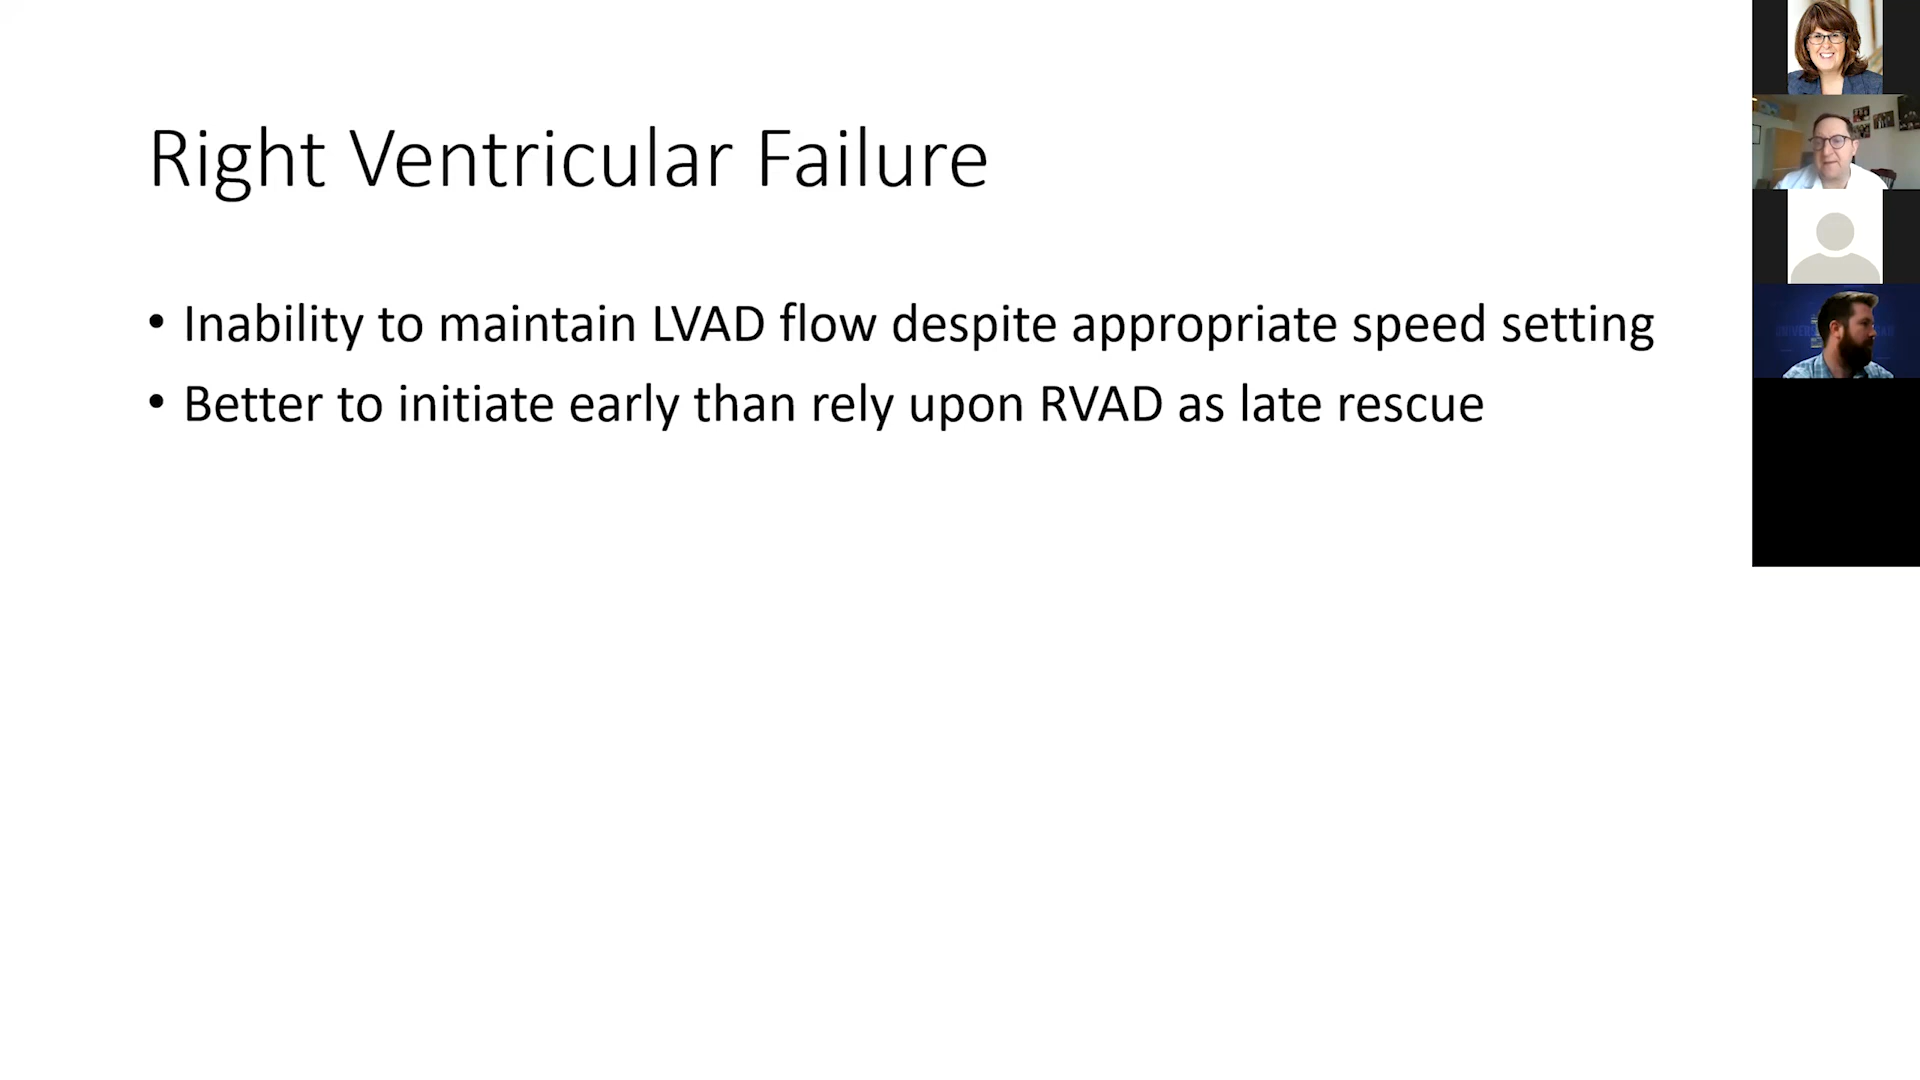 Right Ventricular Failure
• Inability to maintain LVAD flow despite appropriate speed setting
• Better to initiate early than rely upon RVAD as late rescue